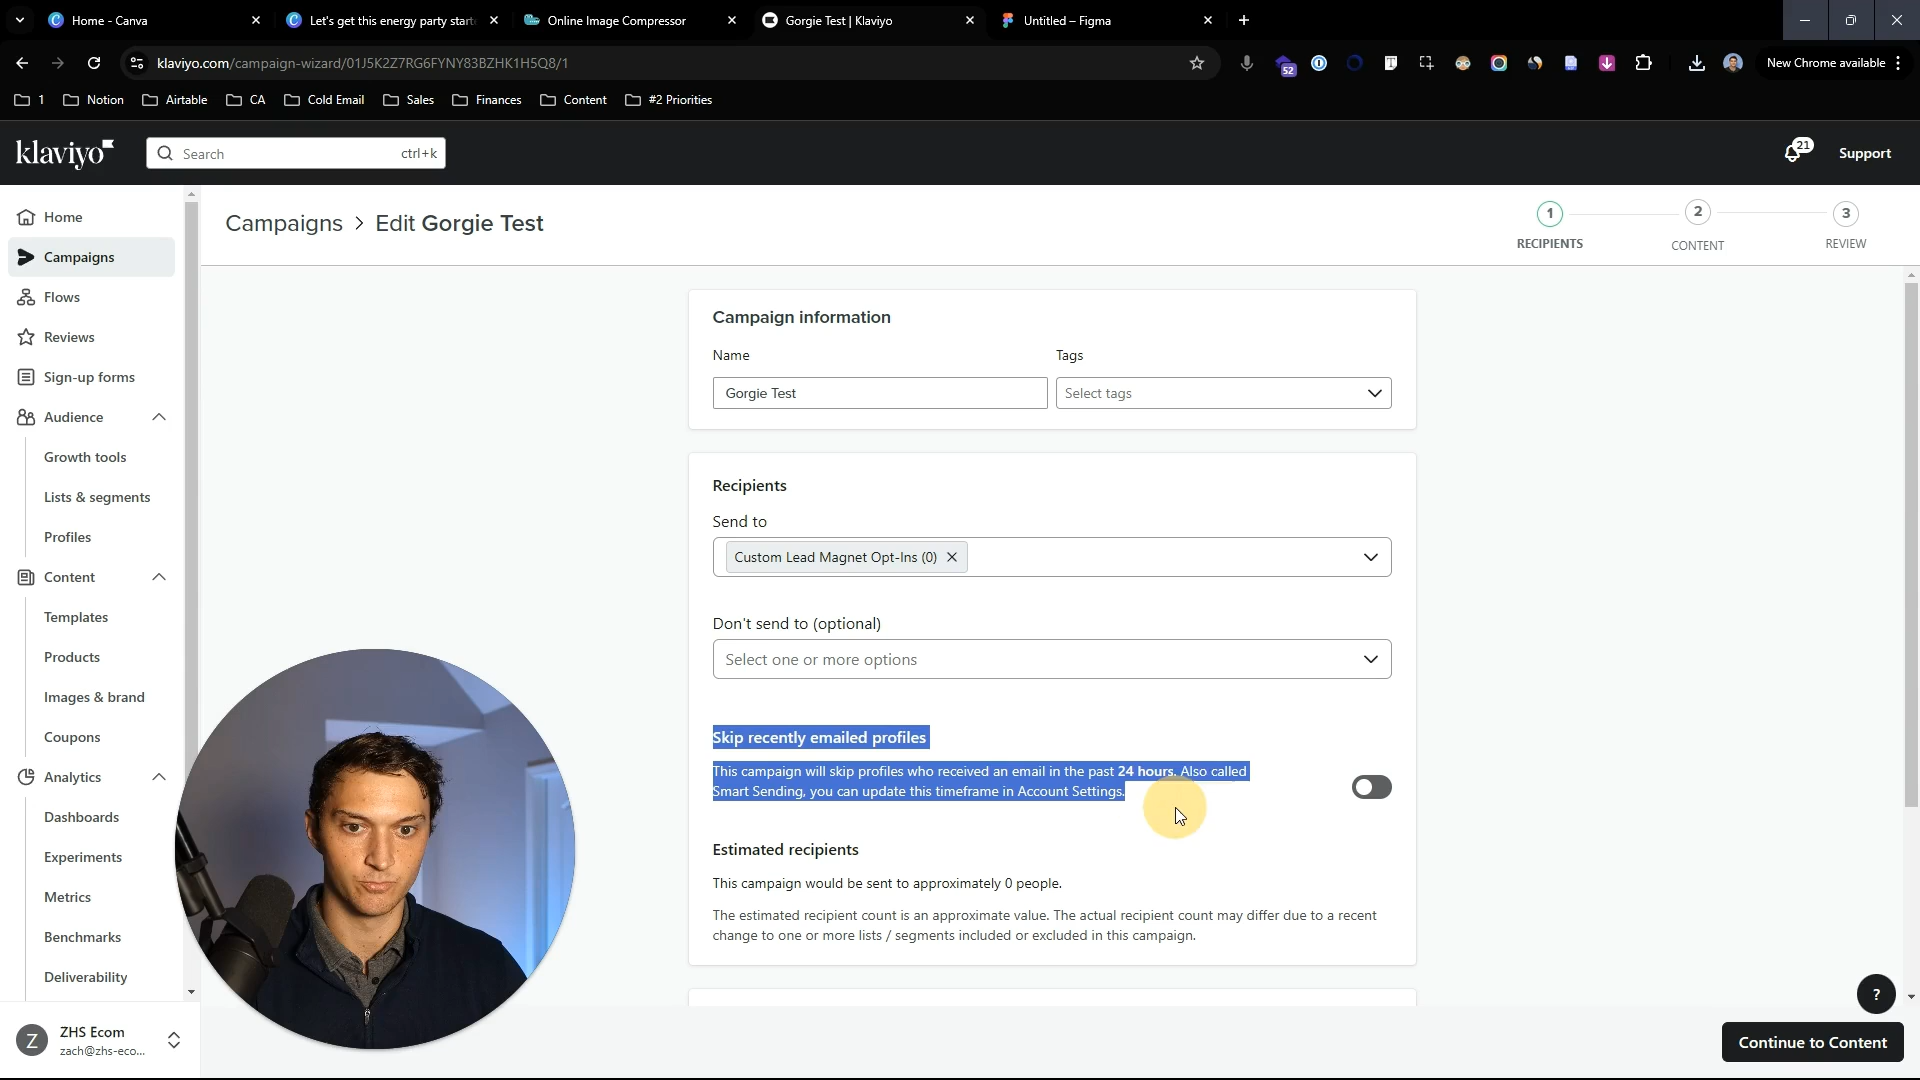 Home - Canva
Let's get this energy party start
Online Image Compressor
Gorgie Test | Klaviyo
Untitled – Figma
klaviyo.com/campaign-wizard/01J5K2Z7RG6FYNY83BZHK1H5Q8/1
52
New Chrome available
1
Notion
Airtable
CA
Cold Email
Sales
Finances
Content
#2 Priorities
klaviyo
Search
ctrl+k
21
Support
Home
Campaigns
Flows
Reviews
Sign-up forms
Audience
Growth tools
Lists & segments
Profiles
Content
Templates
Products
Images & brand
Coupons
Analytics
Dashboards
Experiments
Metrics
Benchmarks
Deliverability
Z
ZHS Ecom
zach@zhs-eco...
Campaigns > Edit Gorgie Test
1
RECIPIENTS
2
CONTENT
3
REVIEW
Campaign information
Name
Tags
Gorgie Test
Select tags
Recipients
Send to
Custom Lead Magnet Opt-Ins (0)
Don't send to (optional)
Select one or more options
Skip recently emailed profiles
This campaign will skip profiles who received an email in the past 24 hours. Also called
Smart Sending, you can update this timeframe in Account Settings.
Estimated recipients
This campaign would be sent to approximately 0 people.
The estimated recipient count is an approximate value. The actual recipient count may differ due to a recent
change to one or more lists / segments included or excluded in this campaign.
?
Continue to Content